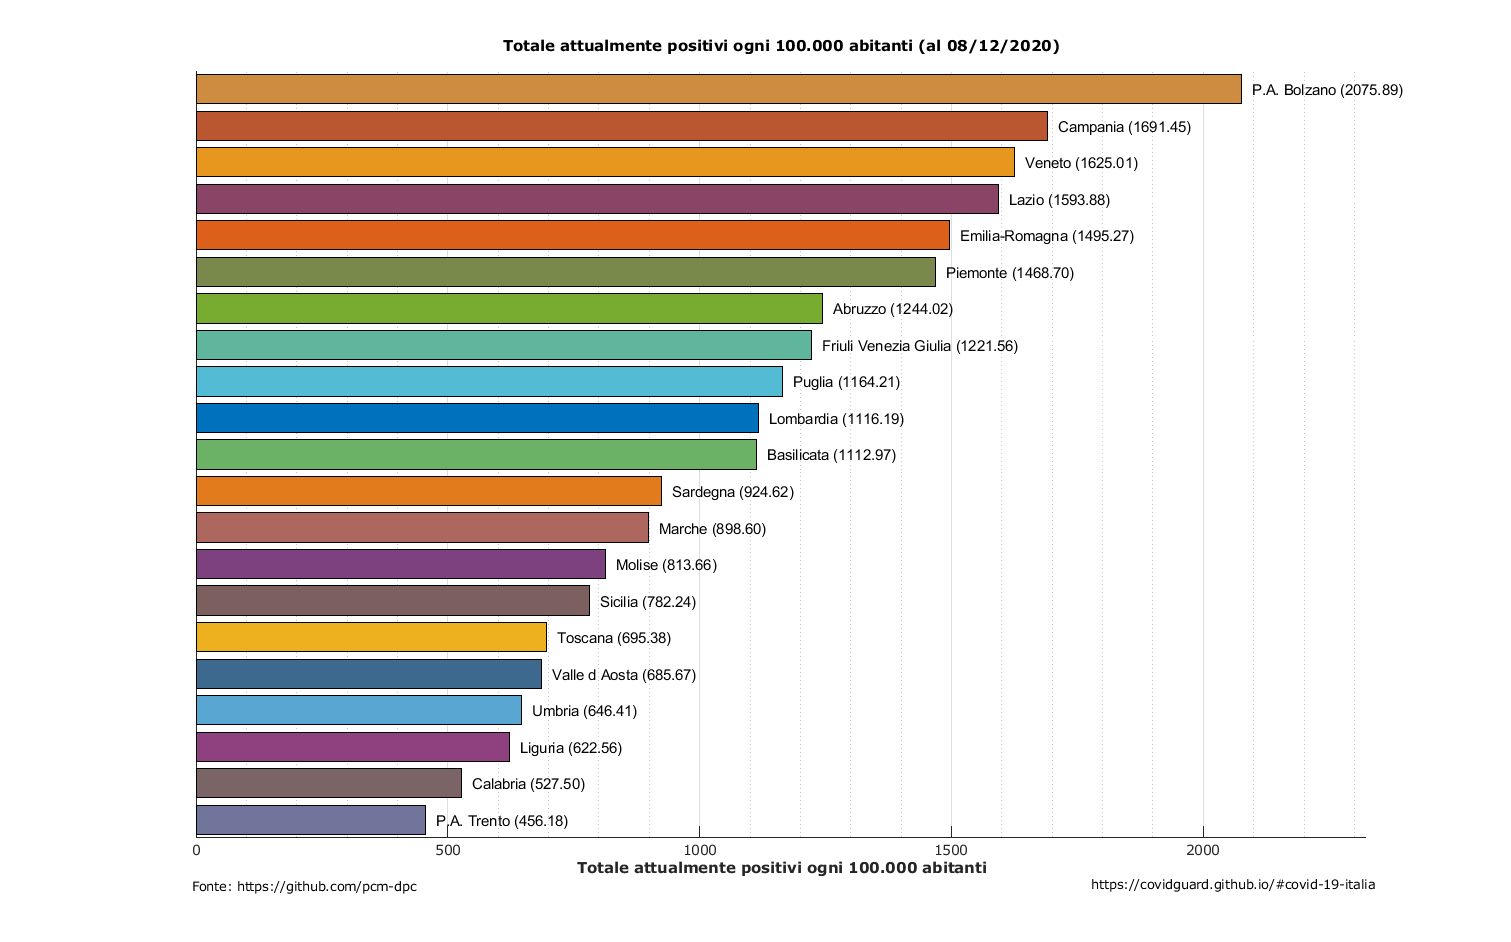 Totale attualmente positivi ogni 100.000 abitanti (al 08/12/2020)
P.A. Bolzano (2075.89)
Campania (1691.45)
Veneto (1625.01)
Lazio (1593.88)
Emilia-Romagna (1495.27)
Piemonte (1468.70)
Abruzzo (1244.02)
Friuli Venezia Giulia (1221.56)
Puglia (1164.21)
Lombardia (1116.19)
Basilicata (1112.97)
Sardegna (924.62)
Marche (898.60)
Molise (813.66)
Sicilia (782.24)
Toscana (695.38)
Valle d Aosta (685.67)
Umbria (646.41)
Liguria (622.56)
Calabria (527.50)
P.A. Trento (456.18)
0 500 1000 1500 2000
Totale attualmente positivi ogni 100.000 abitanti
Fonte: https://github.com/pcm-dpc
https://covidguard.github.io/#covid-19-italia